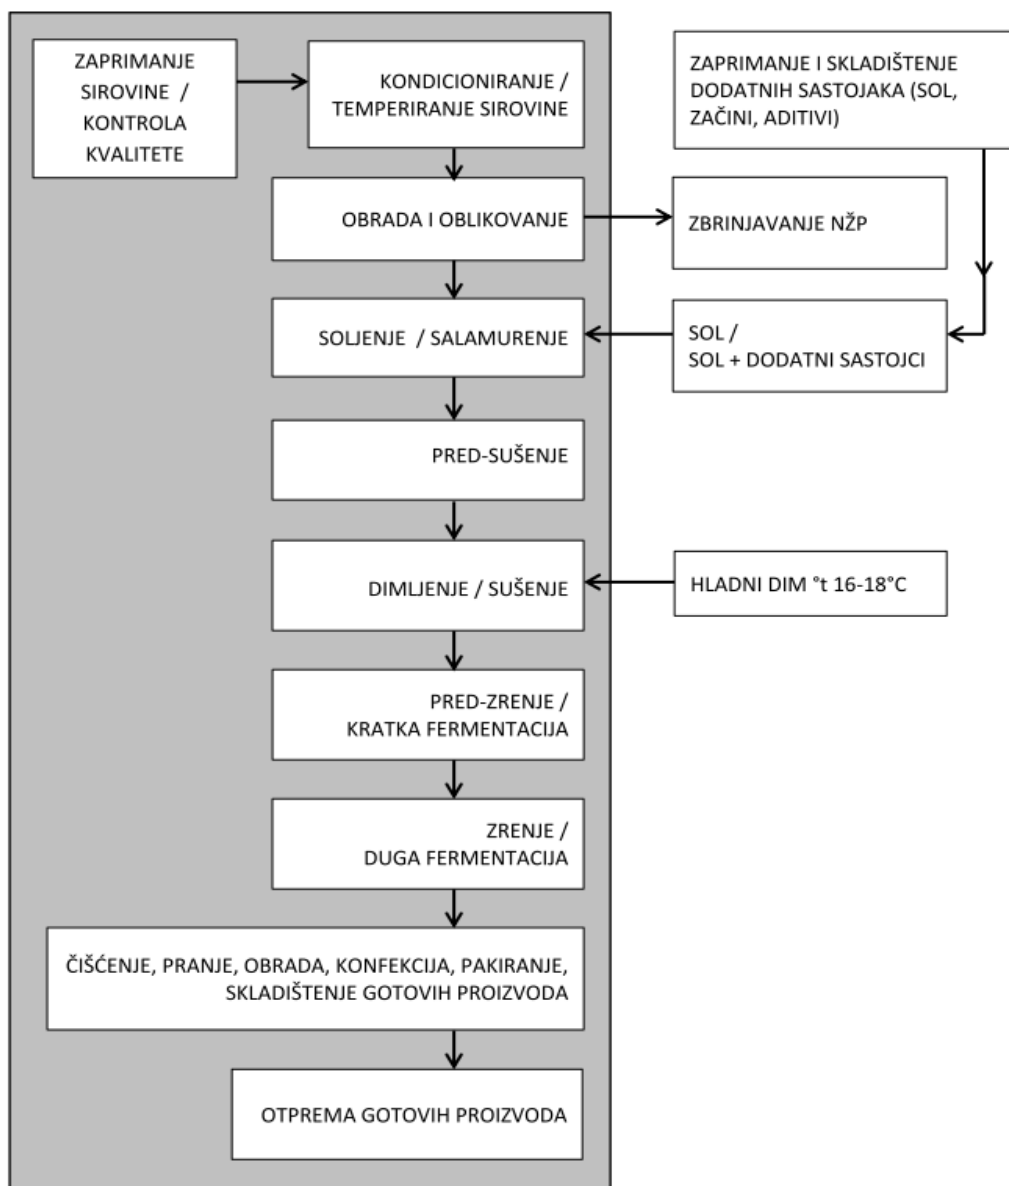 ZAPRIMANJE
SIROVINE /
KONTROLA
KVALITETE
KONDICIONIRANJE /
TEMPERIRANJE SIROVINE
ZAPRIMANJE I SKLADIŠTENJE
DODATNIH SASTOJAKA (SOL,
ZAČINI, ADITIVI)
OBRADA I OBLIKOVANJE
ZBRINJAVANJE NŽP
SOLJENJE / SALAMURENJE
SOL /
SOL + DODATNI SASTOJCI
PRED-SUŠENJE
DIMLJENJE / SUŠENJE
HLADNI DIM °t 16-18°C
PRED-ZRENJE /
KRATKA FERMENTACIJA
ZRENJE /
DUGA FERMENTACIJA
ČIŠĆENJE, PRANJE, OBRADA, KONFEKCIJA, PAKIRANJE,
SKLADIŠTENJE GOTOVIH PROIZVODA
OTPREMA GOTOVIH PROIZVODA